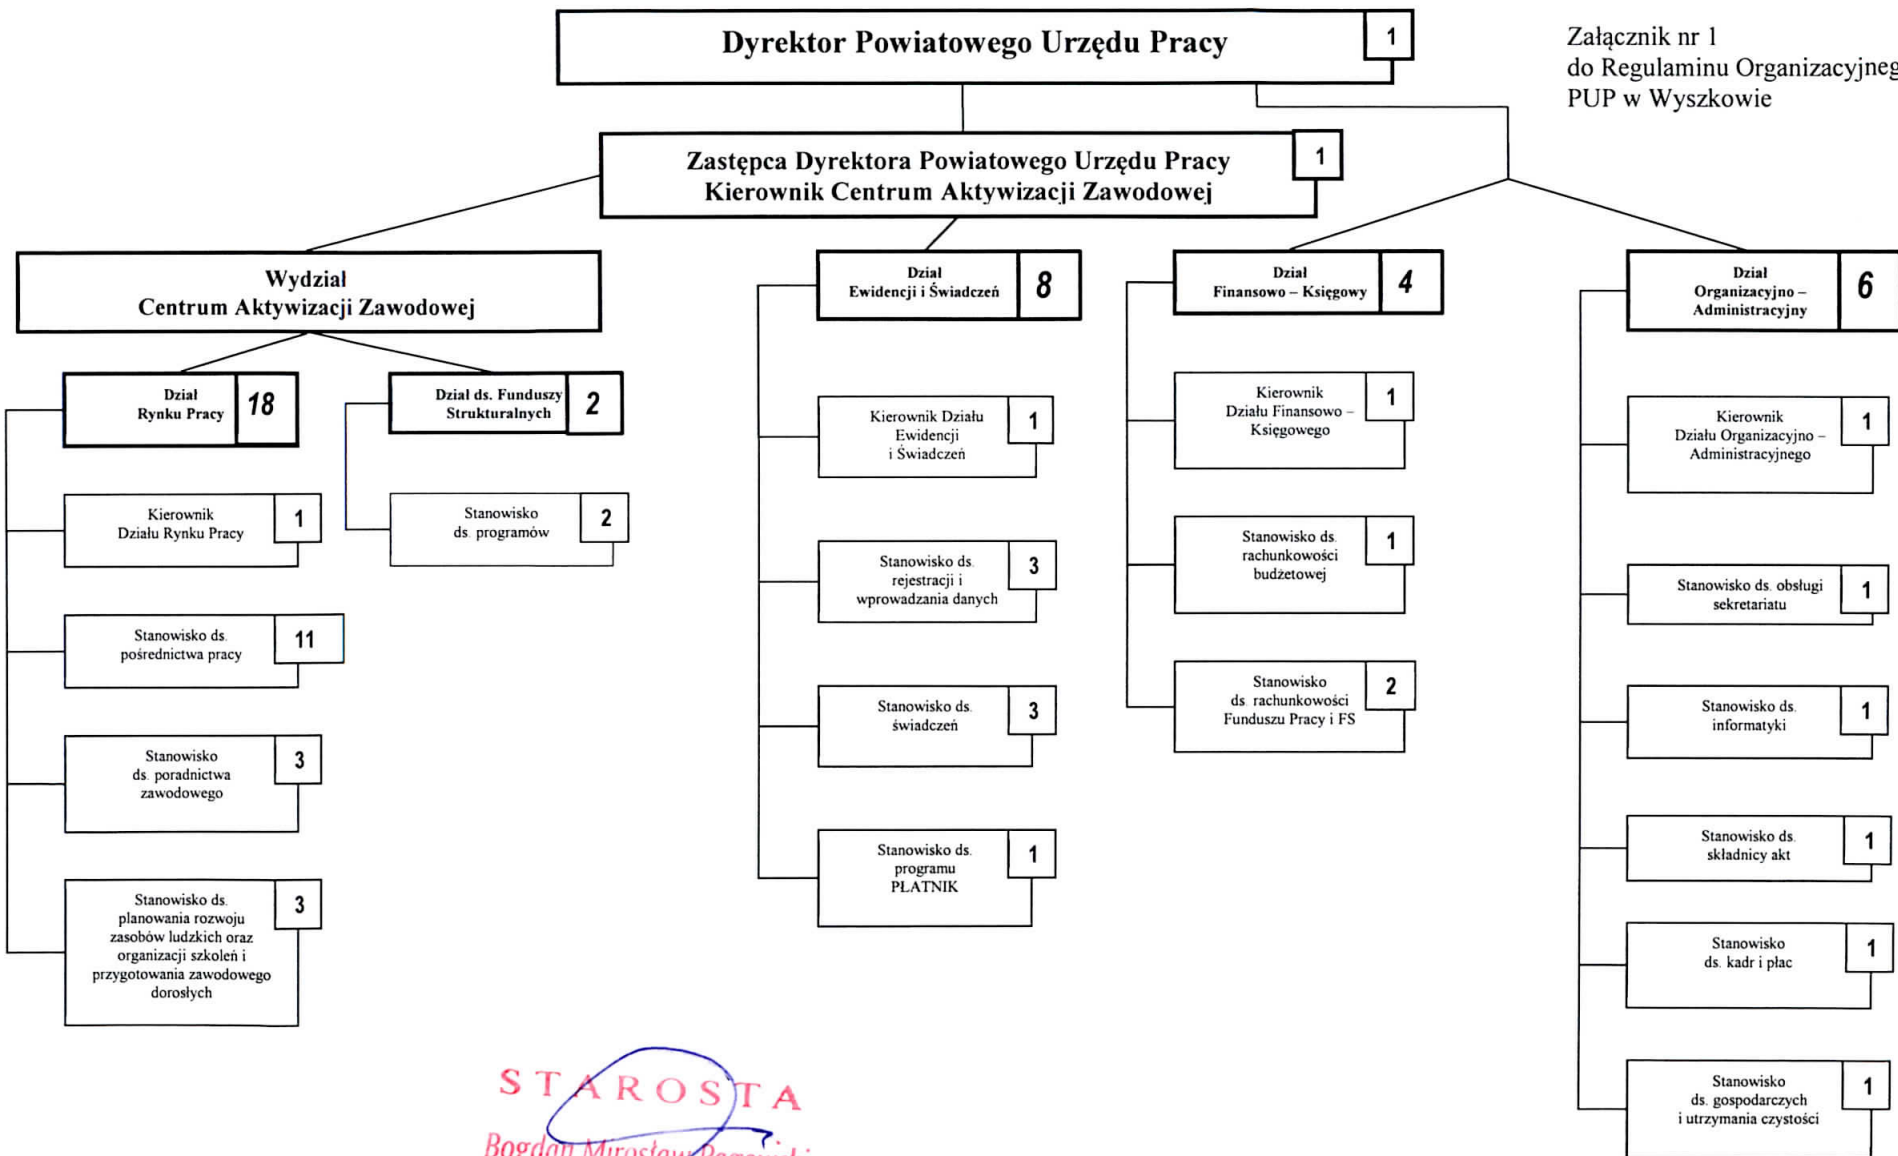 Dyrektor Powiatowego Urzędu Pracy
1
Załącznik nr 1
do Regulaminu Organizacyjneg
PUP w Wyszkowie
Zastępca Dyrektora Powiatowego Urzędu Pracy
Kierownik Centrum Aktywizacji Zawodowej
1
Wydział
Centrum Aktywizacji Zawodowej
Dział
Rynku Pracy
18
Kierownik
Działu Rynku Pracy
1
Stanowisko ds.
pośrednictwa pracy
11
Stanowisko
ds. poradnictwa
zawodowego
3
Stanowisko ds.
planowania rozwoju
zasobów ludzkich oraz
organizacji szkoleń i
przygotowania zawodowego
dorosłych
3
Dział ds. Funduszy
Strukturalnych
2
Stanowisko
ds. programów
2
Dział
Ewidencji i Świadczeń
8
Kierownik Działu
Ewidencji
i Świadczeń
1
Stanowisko ds.
rejestracji i
wprowadzania danych
3
Stanowisko ds.
świadczeń
3
Stanowisko ds.
programu
PŁATNIK
1
Dział
Finansowo – Księgowy
4
Kierownik
Działu Finansowo –
Księgowego
1
Stanowisko ds.
rachunkowości
budżetowej
1
Stanowisko
ds. rachunkowości
Funduszu Pracy i FS
2
Dział
Organizacyjno –
Administracyjny
6
Kierownik
Działu Organizacyjno –
Administracyjnego
1
Stanowisko ds. obsługi
sekretariatu
1
Stanowisko ds.
informatyki
1
Stanowisko ds.
składnicy akt
1
Stanowisko
ds. kadr i płac
1
Stanowisko
ds. gospodarczych
i utrzymania czystości
1
STAROSTA
Bogdan Mirosław